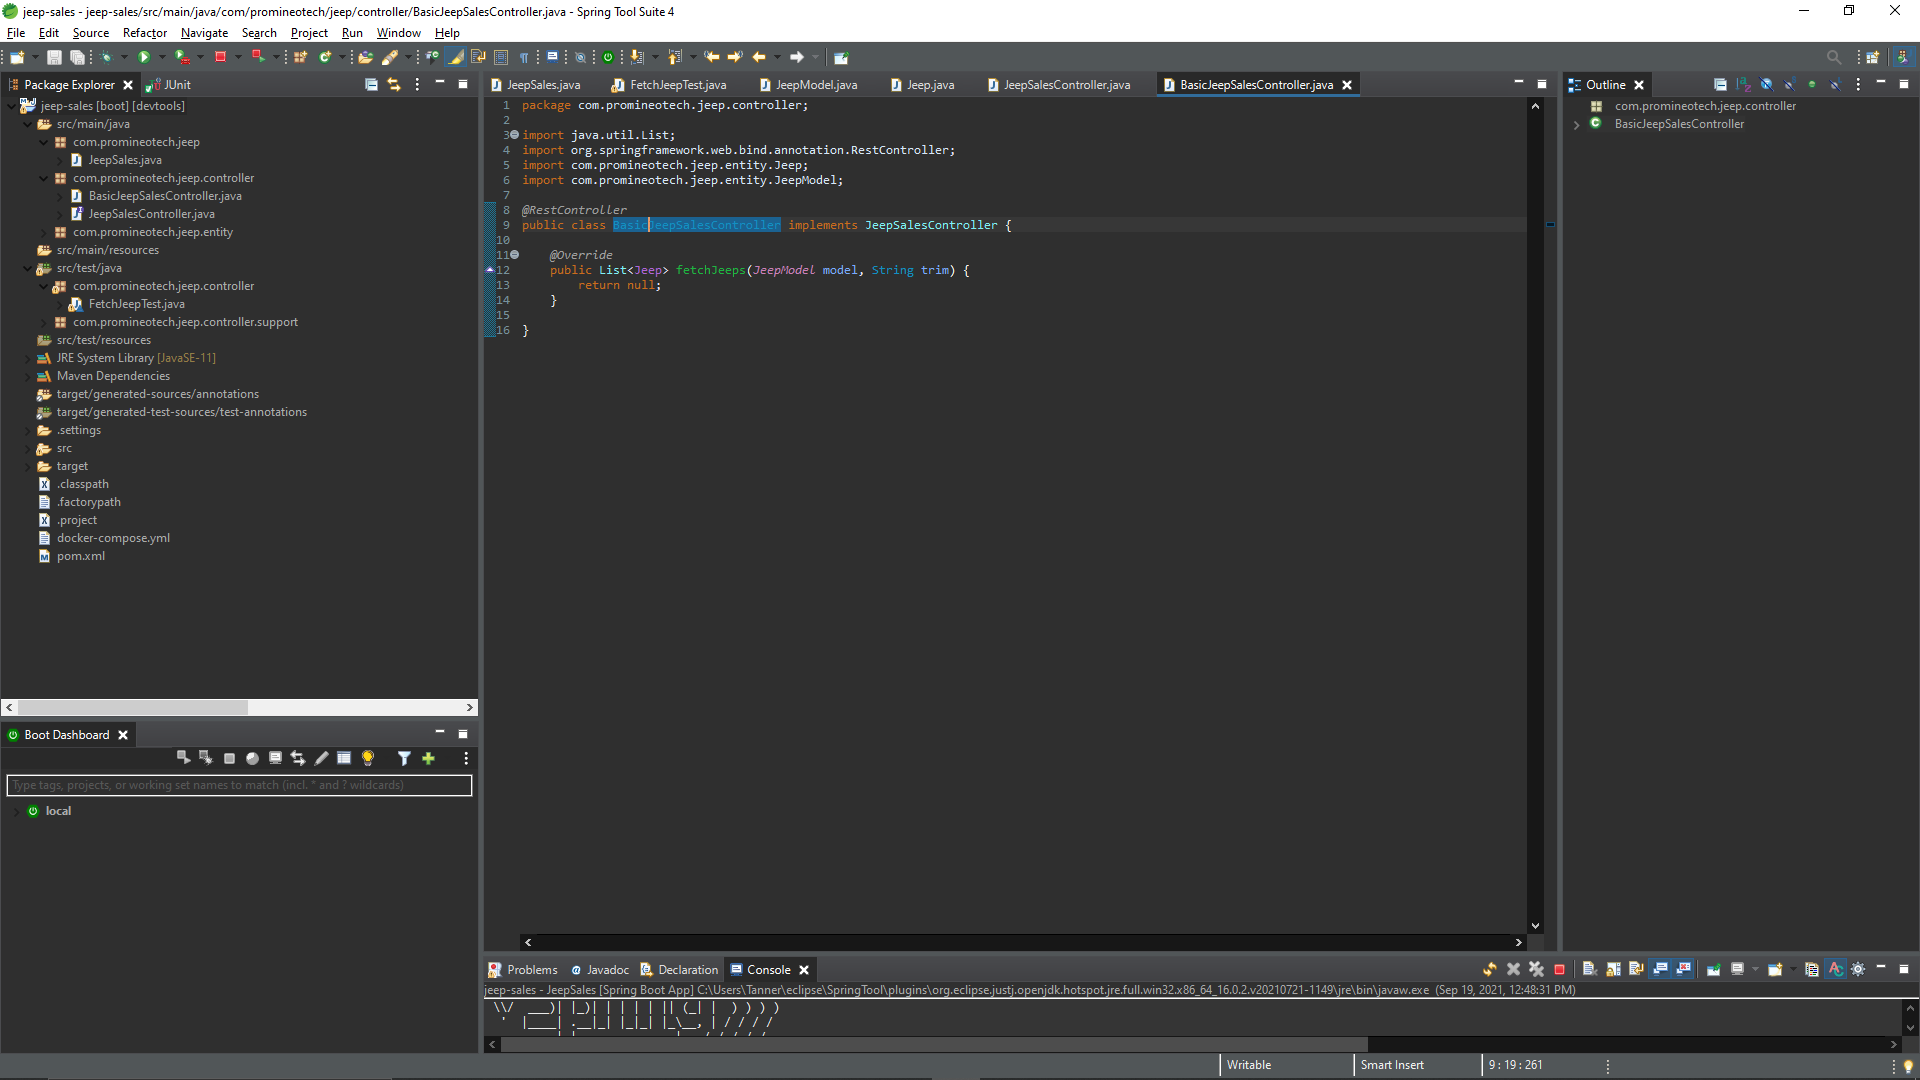 jeep-sales - jeep-sales/src/main/java/com/promineotech/jeep/controller/BasicJeepSalesController.java - Spring Tool Suite 4
File Edit Source Refactor Navigate Search Project Run Window Help
Package Explorer JUnit
jeep-sales [boot] [devtools]
src/main/java
com.promineotech.jeep
JeepSales.java
com.promineotech.jeep.controller
BasicJeepSalesController.java
JeepSalesController.java
com.promineotech.jeep.entity
src/main/resources
src/test/java
com.promineotech.jeep.controller
FetchJeepTest.java
com.promineotech.jeep.controller.support
src/test/resources
JRE System Library [JavaSE-11]
Maven Dependencies
target/generated-sources/annotations
target/generated-test-sources/test-annotations
.settings
src
target
.classpath
.factorypath
.project
docker-compose.yml
pom.xml
Boot Dashboard
Type tags, projects, or working set names to match (incl. * and ? wildcards)
local
JeepSales.java FetchJeepTest.java JeepModel.java Jeep.java JeepSalesController.java BasicJeepSalesController.java
1 package com.promineotech.jeep.controller;
2
3 import java.util.List;
4 import org.springframework.web.bind.annotation.RestController;
5 import com.promineotech.jeep.entity.Jeep;
6 import com.promineotech.jeep.entity.JeepModel;
7
8 @RestController
9 public class BasicJeepSalesController implements JeepSalesController {
10
11 @Override
12 public List<Jeep> fetchJeeps(JeepModel model, String trim) {
13 return null;
14 }
15
16 }
Outline
com.promineotech.jeep.controller
BasicJeepSalesController
Problems Javadoc Declaration Console
jeep-sales - JeepSales [Spring Boot App] C:\Users\Tanner\eclipse\SpringTool\plugins\org.eclipse.justj.openjdk.hotspot.jre.full.win32.x86_64_16.0.2.v20210721-1149\jre\bin\javaw.exe (Sep 19, 2021, 12:48:31 PM)
\\/ ___)| |_)| | | | | || (_| | ) ) ) )
' |____| .__|_| |_|_| |_\__, | / / / /
Writable Smart Insert 9 : 19 : 261